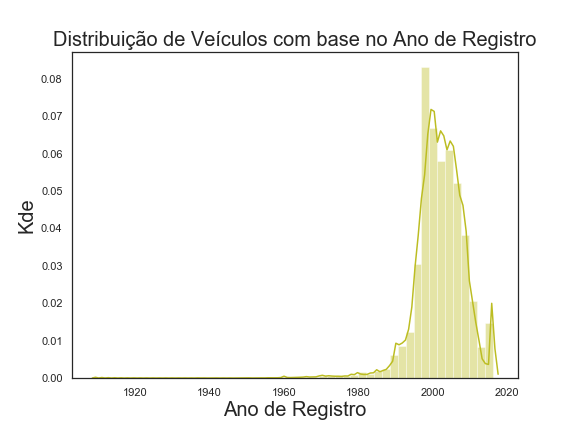 Distribuição de Veículos com base no Ano de Registro
0.08
0.07
0.06
0.05
0.04
0.03
0.02
0.01
0.00
Kde
1920 1940 1960 1980 2000 2020
Ano de Registro